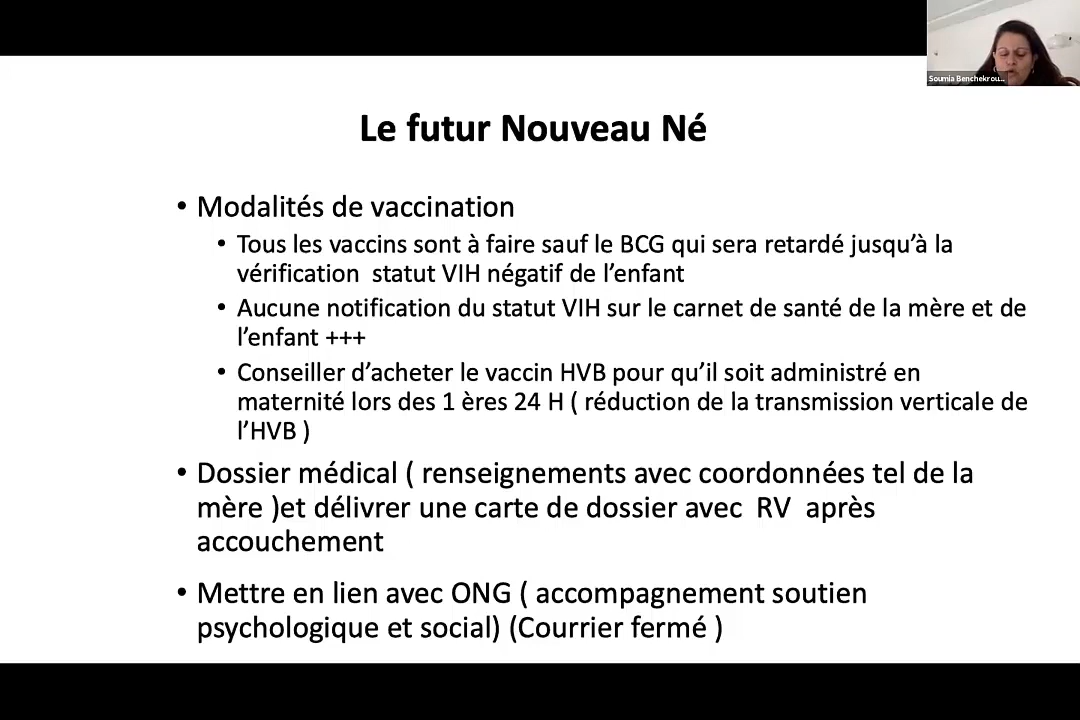 Soumia Benchekrou...
Le futur Nouveau Né
• Modalités de vaccination
• Tous les vaccins sont à faire sauf le BCG qui sera retardé jusqu’à la
vérification  statut VIH négatif de l’enfant
• Aucune notification du statut VIH sur le carnet de santé de la mère et de
l’enfant +++
• Conseiller d’acheter le vaccin HVB pour qu’il soit administré en
maternité lors des 1 ères 24 H ( réduction de la transmission verticale de
l’HVB )
• Dossier médical ( renseignements avec coordonnées tel de la
mère )et délivrer une carte de dossier avec  RV  après
accouchement
• Mettre en lien avec ONG ( accompagnement soutien
psychologique et social) (Courrier fermé )